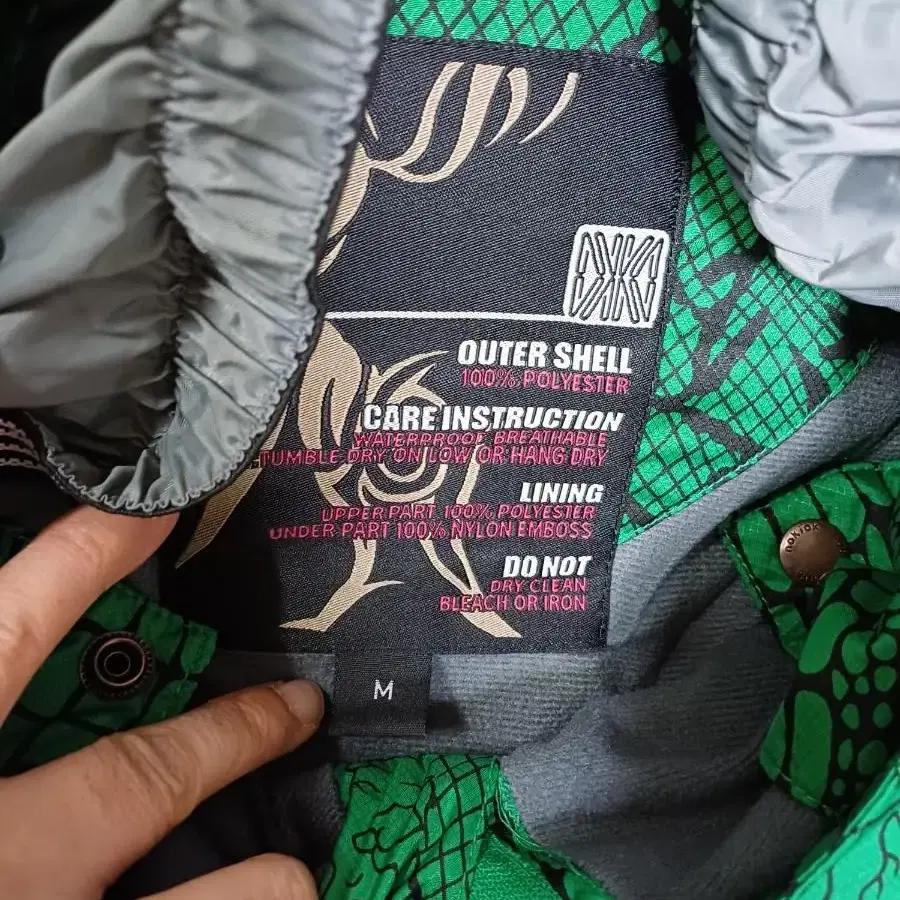 OUTER SHELL
100% POLYESTER
CARE INSTRUCTION
WATERPROOF BREATHABLE
TUMBLE DRY ON LOW OR HANG DRY
LINING
UPPER PART 100% POLYESTER
UNDER PART 100% NYLON EMBOSS
DO NOT
DRY CLEAN
BLEACH OR IRON
M